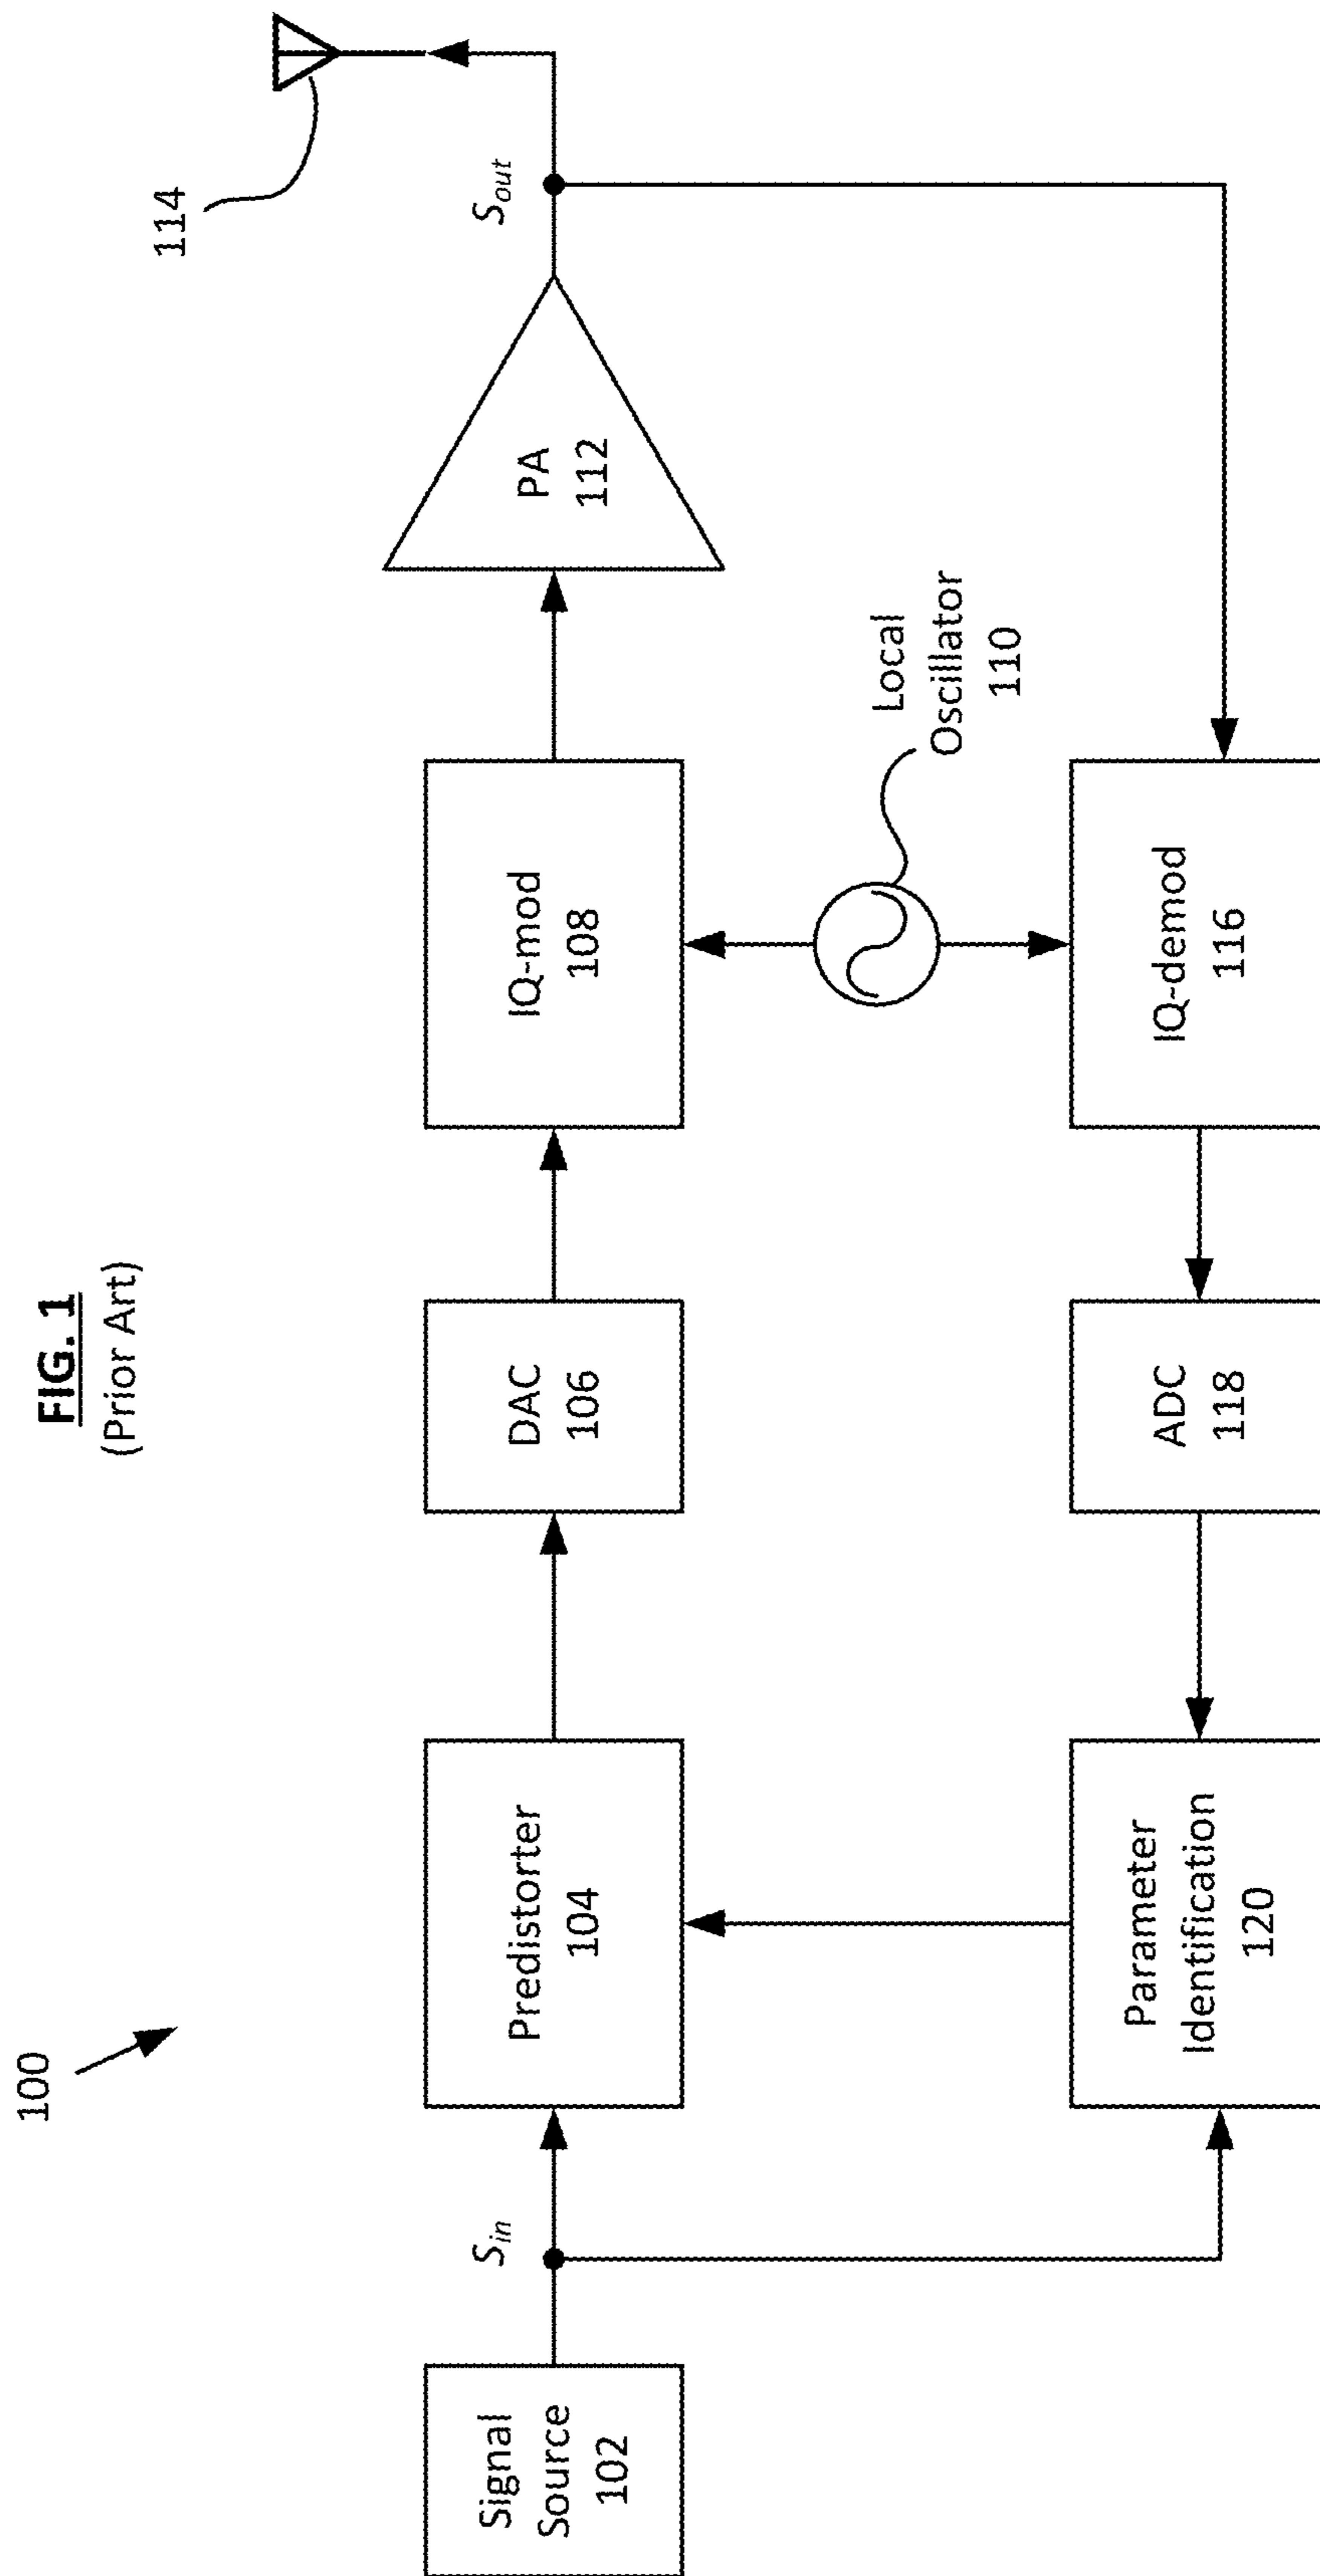 FIG. 1
(Prior Art)
100
114
Signal
Source
102
S_in
Predistorter
104
DAC
106
IQ-mod
108
PA
112
S_out
Local
Oscillator
110
Parameter
Identification
120
ADC
118
IQ-demod
116